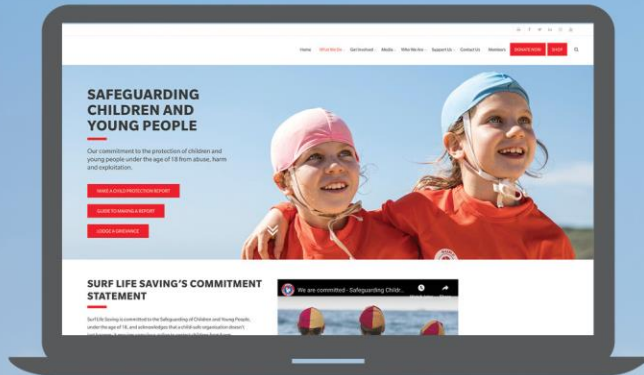 Home What We Do Get Involved Media Who We Are Support Us Contact Us Members DONATE NOW SHOP
SAFEGUARDING
CHILDREN AND
YOUNG PEOPLE
Our commitment to the protection of children and
young people under the age of 18 from abuse, harm
and exploitation.
MAKE A CHILD PROTECTION REPORT
GUIDE TO MAKING A REPORT
LODGE A GRIEVANCE
SURF LIFE SAVING'S COMMITMENT
STATEMENT
We are committed - Safeguarding Childr...
Surf Life Saving is committed to the Safeguarding of Children and Young People,
under the age of 18, and acknowledges that a child-safe organisation doesn't